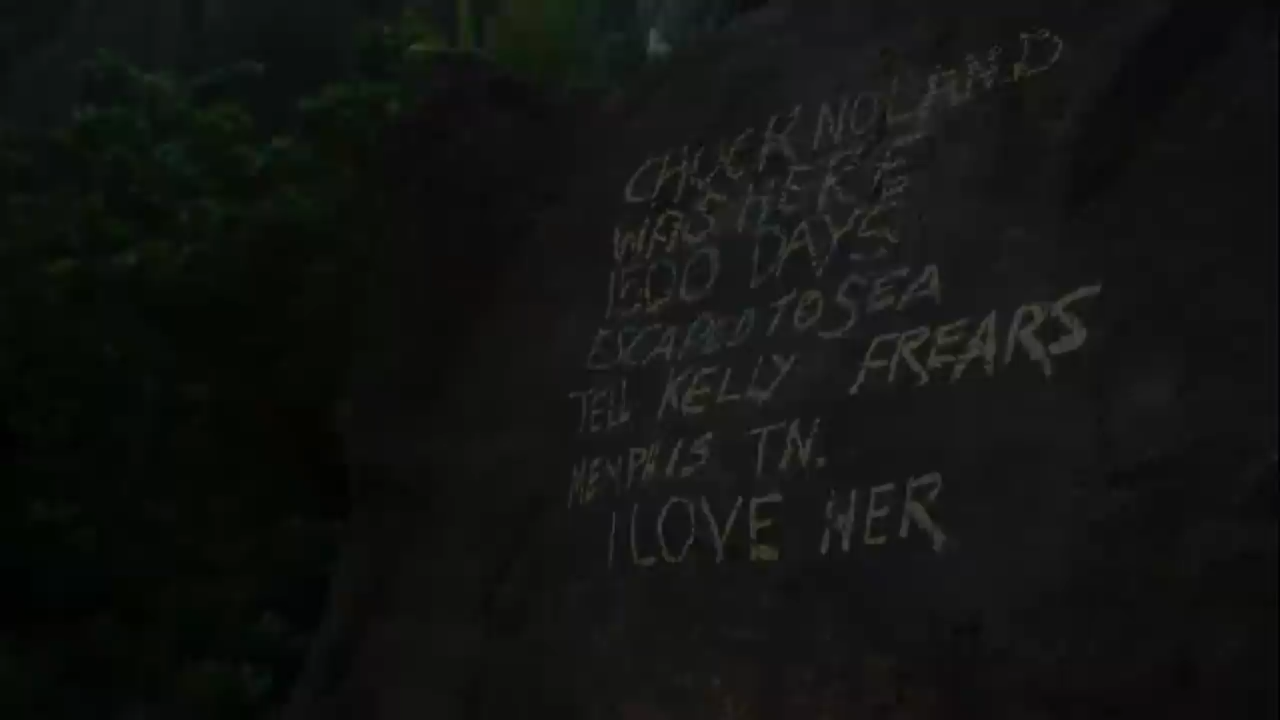 CHUCK NOLAND
WAS HERE
1500 DAYS
ESCAPED TO SEA
TELL KELLY FREARS
MEMPHIS TN.
I LOVE HER